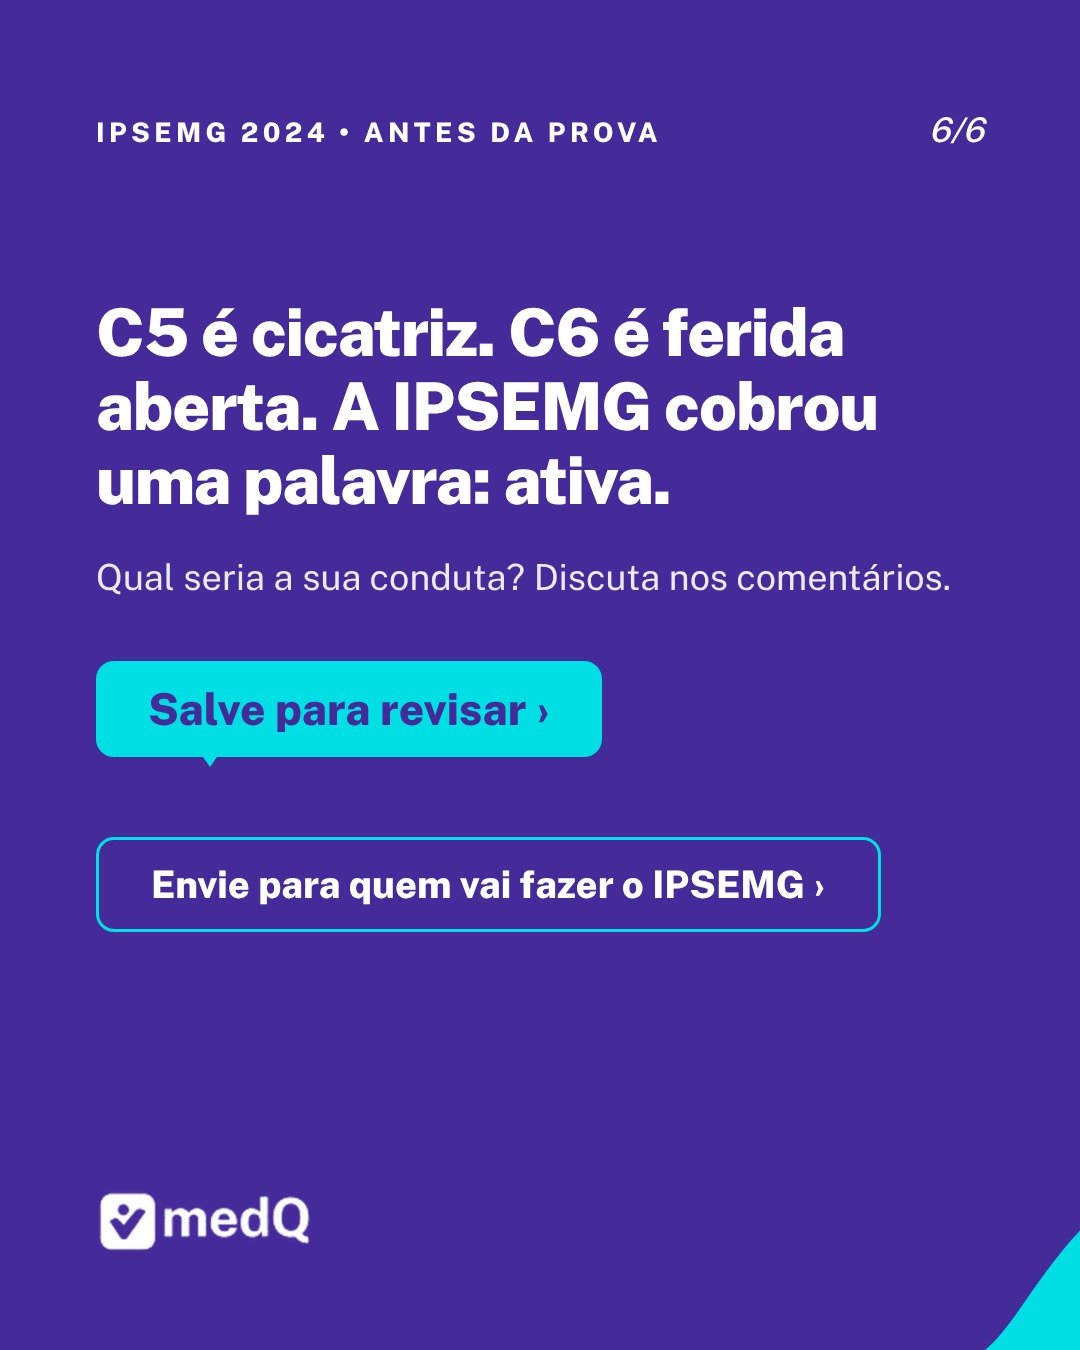 IPSEMG 2024 • ANTES DA PROVA
6/6
C5 é cicatriz. C6 é ferida
aberta. A IPSEMG cobrou
uma palavra: ativa.
Qual seria a sua conduta? Discuta nos comentários.
Salve para revisar ›
Envie para quem vai fazer o IPSEMG ›
medQ